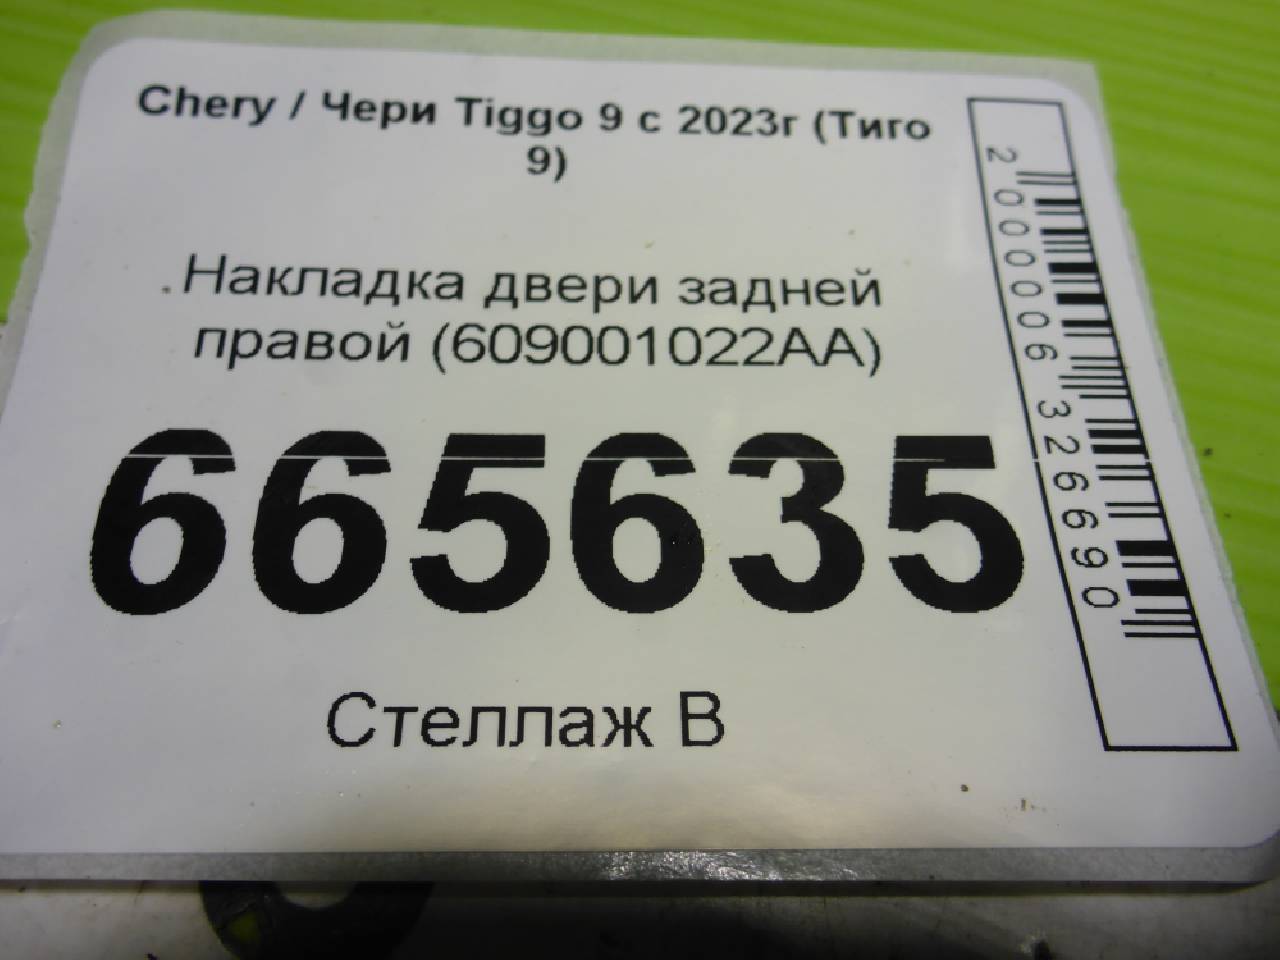 Chery / Чери Tiggo 9 с 2023г (Тиго
9)
Накладка двери задней
правой (609001022AA)
665635
Стеллаж В
2000006326690